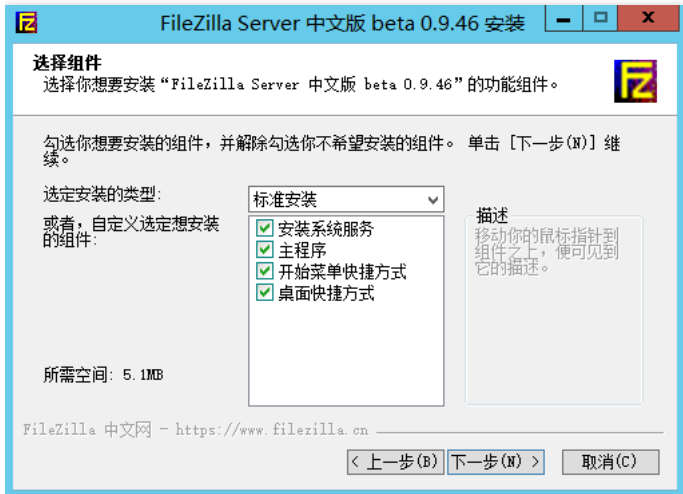 FileZilla Server 中文版 beta 0.9.46 安装
选择组件
选择你想要安装“FileZilla Server 中文版 beta 0.9.46”的功能组件。
勾选你想要安装的组件，并解除勾选你不希望安装的组件。 单击 [下一步(N)] 继
续。
选定安装的类型:
标准安装
或者，自定义选定想安装
的组件:
安装系统服务
主程序
开始菜单快捷方式
桌面快捷方式
描述
移动你的鼠标指针到
组件之上，便可见到
它的描述。
所需空间: 5.1MB
FileZilla 中文网 - https://www.filezilla.cn
< 上一步(B)
下一步(N) >
取消(C)